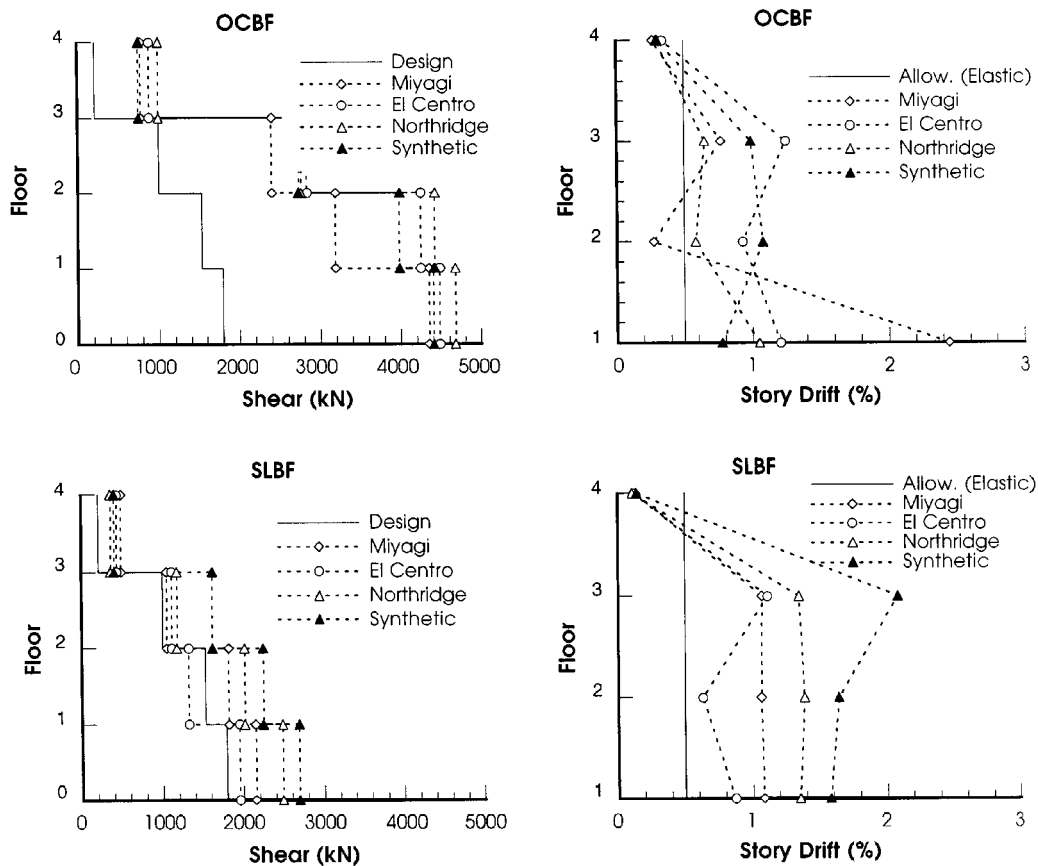 OCBF
4
3
2
1
0
Floor
0
1000
2000
3000
4000
5000
Shear (kN)
Design
Miyagi
El Centro
Northridge
Synthetic
OCBF
4
3
2
1
Floor
0
1
2
3
Story Drift (%)
Allow. (Elastic)
Miyagi
El Centro
Northridge
Synthetic
SLBF
4
3
2
1
0
Floor
0
1000
2000
3000
4000
5000
Shear (kN)
Design
Miyagi
El Centro
Northridge
Synthetic
SLBF
4
3
2
1
Floor
0
1
2
3
Story Drift (%)
Allow. (Elastic)
Miyagi
El Centro
Northridge
Synthetic